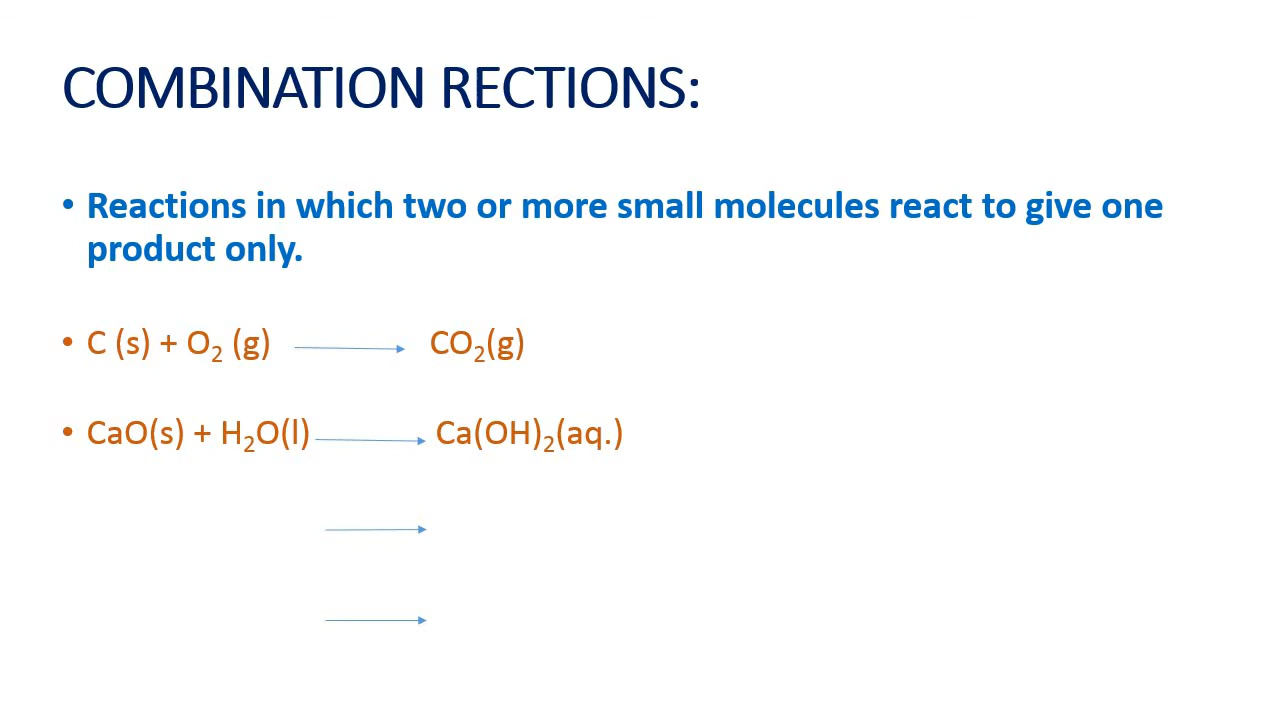 COMBINATION RECTIONS:
• Reactions in which two or more small molecules react to give one
product only.
• C (s) + O₂ (g) → CO₂(g)
• CaO(s) + H₂O(l) → Ca(OH)₂(aq.)
→
→